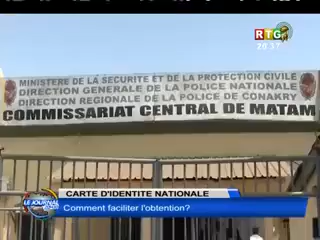 RTG
20.37
MINISTERE DE LA SECURITE ET DE LA PROTECTION CIVILE
DIRECTION GENERALE DE LA POLICE NATIONALE
DIRECTION REGIONALE DE LA POLICE DE CONAKRY
COMMISSARIAT CENTRAL DE MATAM
CARTE D'IDENTITE NATIONALE
LE JOURNAL
Comment faciliter l'obtention?